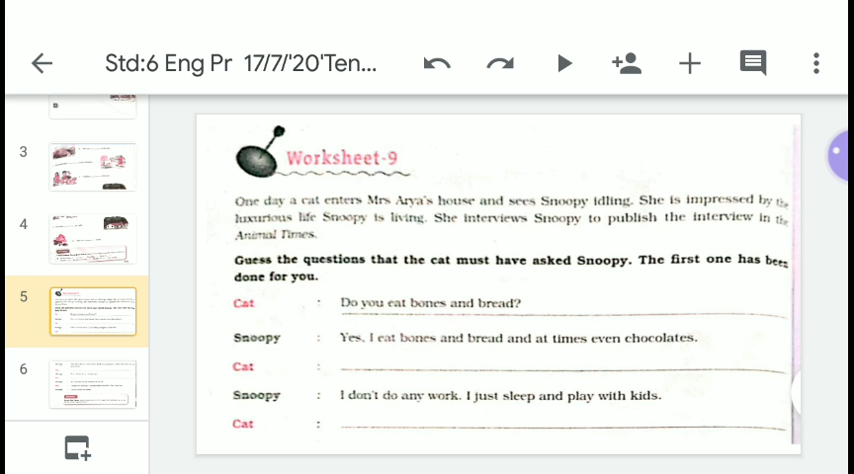 Std:6 Eng Pr 17/7/'20'Ten...
3
4
5
6
Worksheet-9
One day a cat enters Mrs Arya's house and sees Snoopy idling. She is impressed by the
luxurious life Snoopy is living. She interviews Snoopy to publish the interview in the
Animal Times.
Guess the questions that the cat must have asked Snoopy. The first one has been
done for you.
Cat : Do you eat bones and bread?
Snoopy : Yes, I eat bones and bread and at times even chocolates.
Cat :
Snoopy : I don't do any work. I just sleep and play with kids.
Cat :